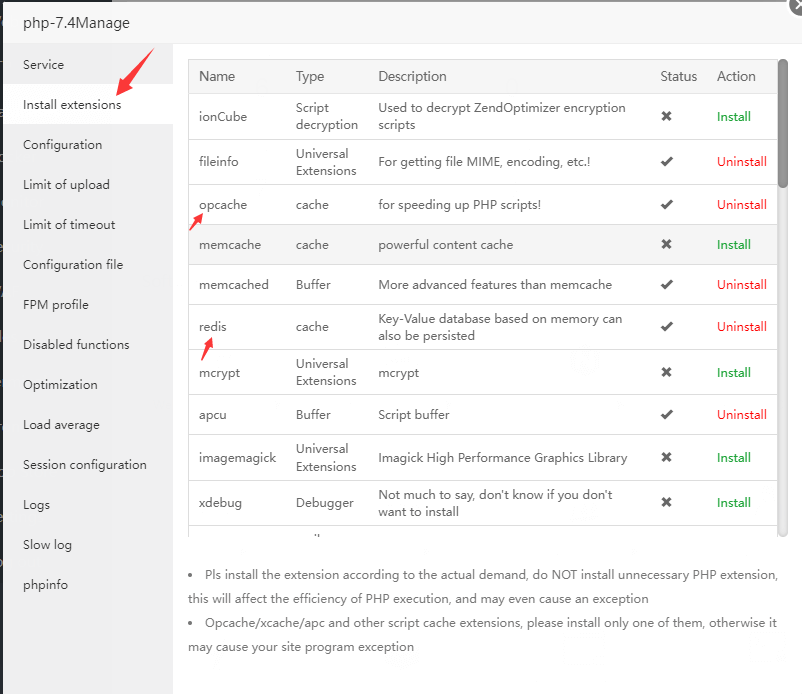 php-7.4Manage
Service
Install extensions
Configuration
Limit of upload
Limit of timeout
Configuration file
FPM profile
Disabled functions
Optimization
Load average
Session configuration
Logs
Slow log
phpinfo
Name Type Description Status Action
ionCube Script decryption Used to decrypt ZendOptimizer encryption scripts ✖ Install
fileinfo Universal Extensions For getting file MIME, encoding, etc.! ✔ Uninstall
opcache cache for speeding up PHP scripts! ✔ Uninstall
memcache cache powerful content cache ✖ Install
memcached Buffer More advanced features than memcache ✔ Uninstall
redis cache Key-Value database based on memory can also be persisted ✔ Uninstall
mcrypt Universal Extensions mcrypt ✖ Install
apcu Buffer Script buffer ✔ Uninstall
imagemagick Universal Extensions Imagick High Performance Graphics Library ✖ Install
xdebug Debugger Not much to say, don't know if you don't want to install ✖ Install
• Pls install the extension according to the actual demand, do NOT install unnecessary PHP extension,
this will affect the efficiency of PHP execution, and may even cause an exception
• Opcache/xcache/apc and other script cache extensions, please install only one of them, otherwise it
may cause your site program exception